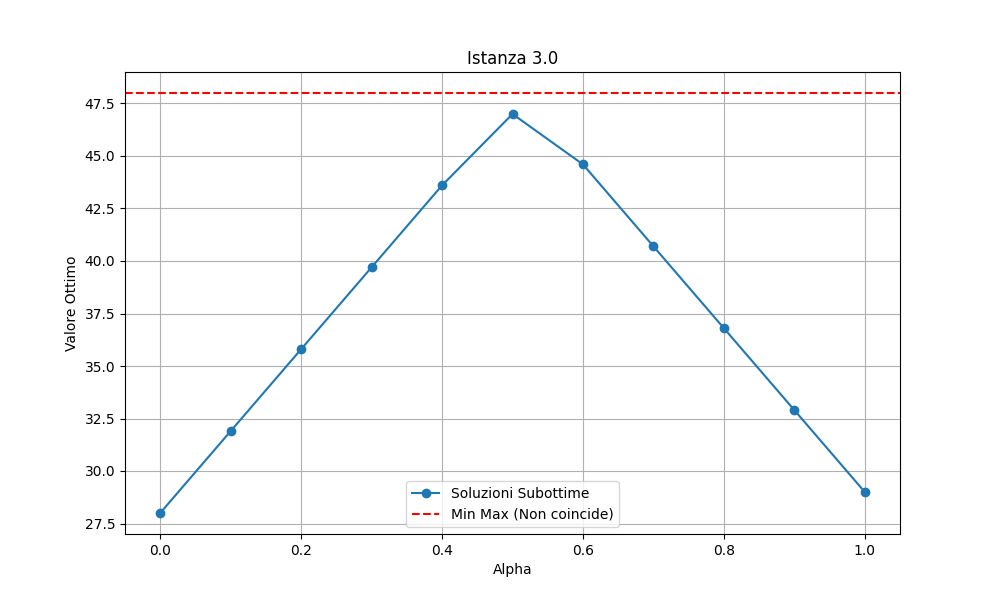 Istanza 3.0
Valore Ottimo
47.5
45.0
42.5
40.0
37.5
35.0
32.5
30.0
27.5
Soluzioni Subottime
Min Max (Non coincide)
0.0 0.2 0.4 0.6 0.8 1.0
Alpha